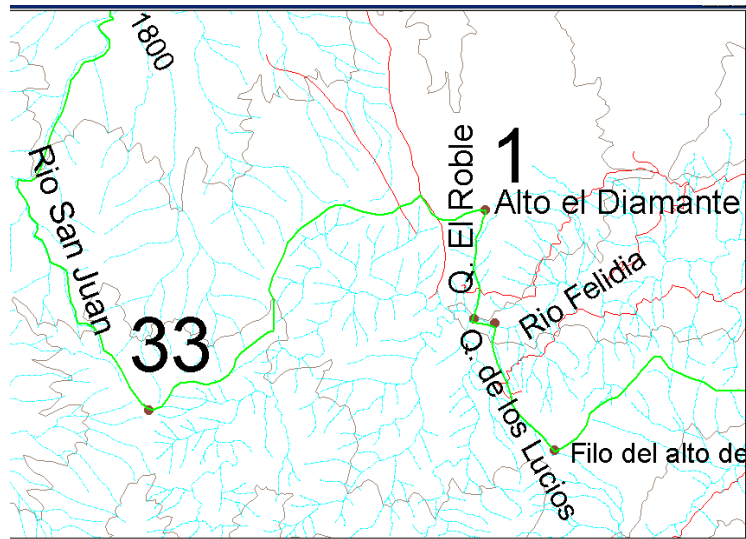 1800
Rio San Juan
33
Q. El Roble
1
Alto el Diamante
Rio Felidia
Q. de los Lucios
Filo del alto de